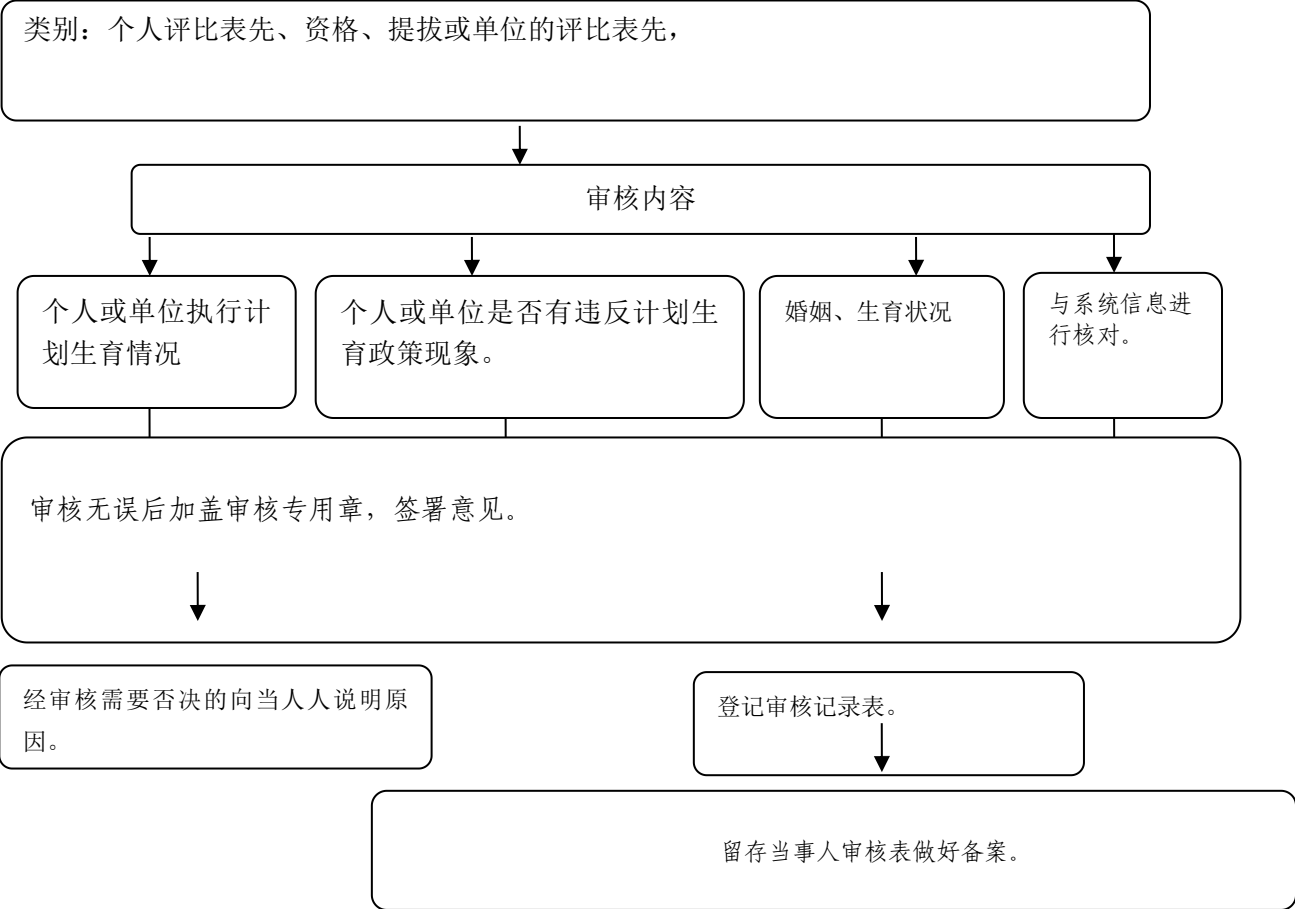 类别：个人评比表先、资格、提拔或单位的评比表先，
审核内容
个人或单位执行计
划生育情况
个人或单位是否有违反计划生
育政策现象。
婚姻、生育状况
与系统信息进
行核对。
审核无误后加盖审核专用章，签署意见。
经审核需要否决的向当人人说明原
因。
登记审核记录表。
留存当事人审核表做好备案。